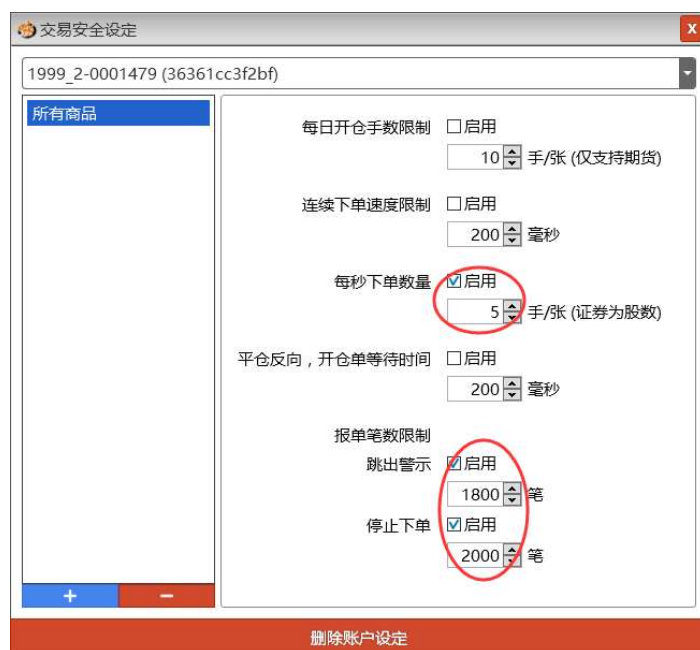 交易安全设定
x
1999_2-0001479 (36361cc3f2bf)
所有商品
每日开仓手数限制 启用
10 手/张 (仅支持期货)
连续下单速度限制 启用
200 毫秒
每秒下单数量 启用
5 手/张 (证券为股数)
平仓反向，开仓单等待时间 启用
200 毫秒
报单笔数限制
跳出警示 启用
1800 笔
停止下单 启用
2000 笔
+ −
删除账户设定